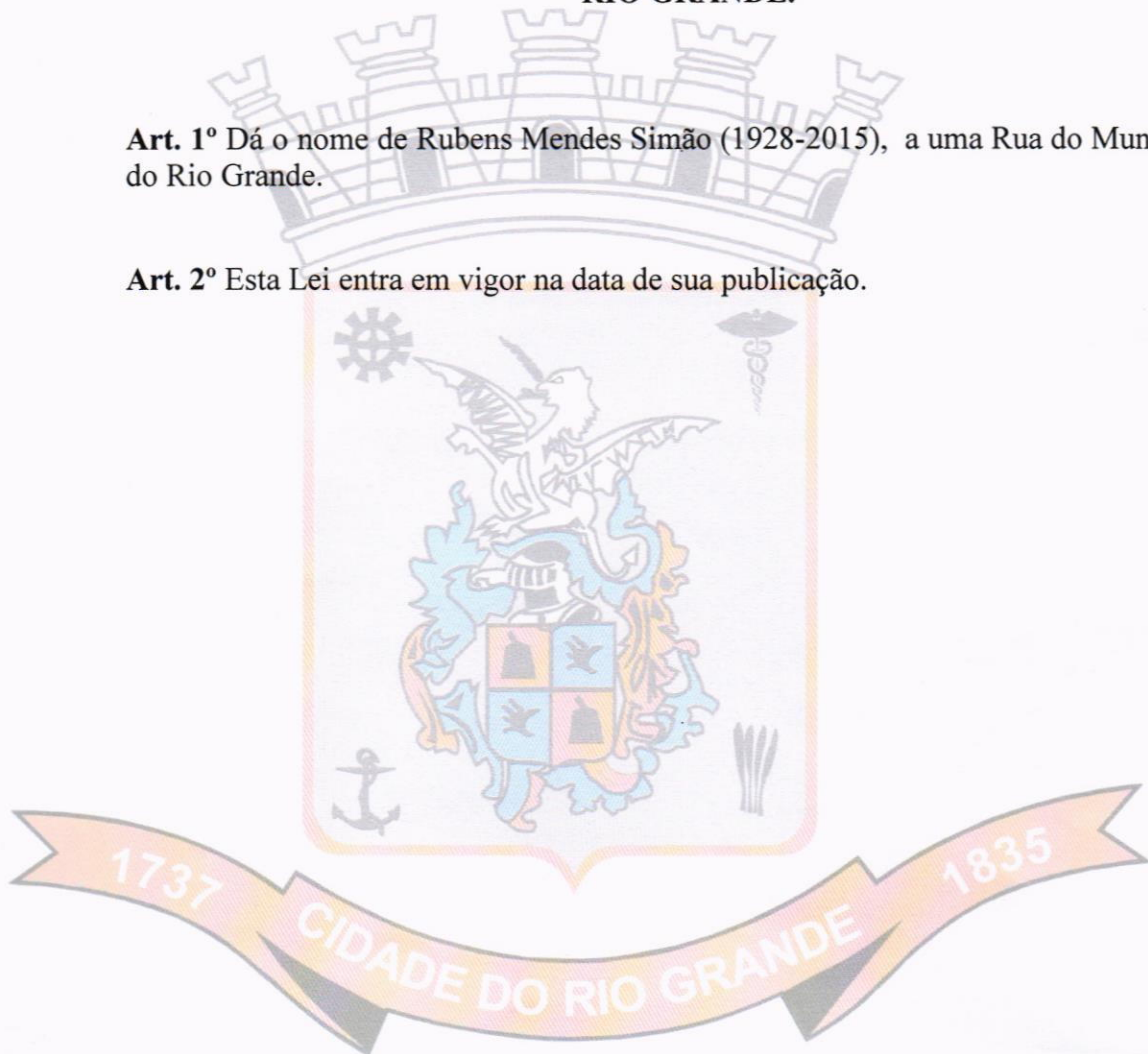 RIO GRANDE.
Art. 1º Dá o nome de Rubens Mendes Simão (1928-2015),  a uma Rua do Mun
do Rio Grande.
Art. 2º Esta Lei entra em vigor na data de sua publicação.
1737
CIDADE DO RIO GRANDE
1835